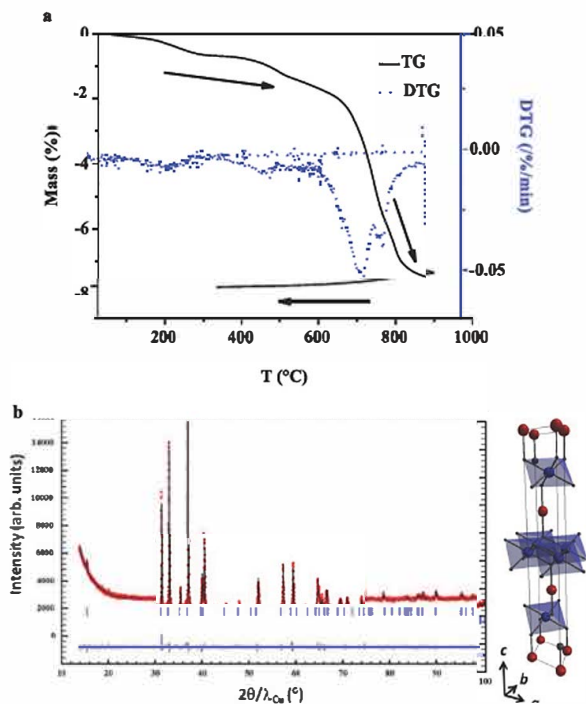 a
0
-2
-4
-6
-8
Mass (%)
TG
DTG
0.05
0.00
-0.05
DTG (/%/min)
0 200 400 600 800 1000
T (°C)
b
14000
12000
10000
8000
6000
4000
2000
0
Intensity (arb. units)
20 30 40 50 60 70 80 90 100
2θ/λ-Cu (°)
c
b
a